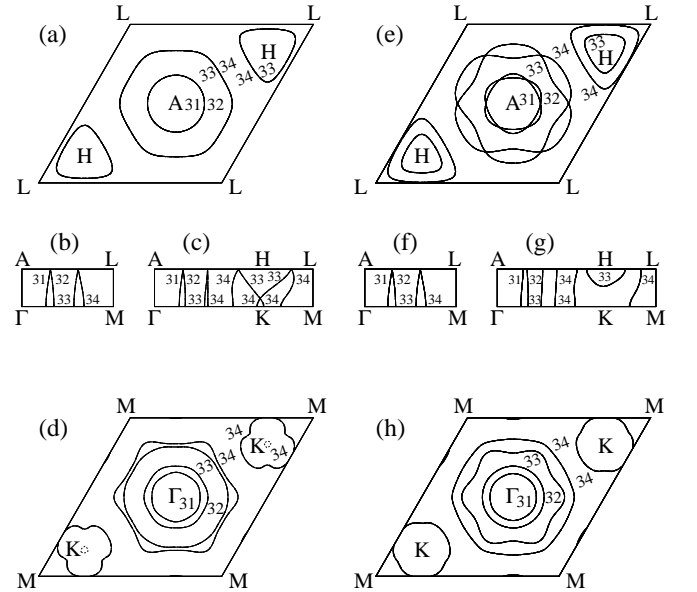 L L
(a)
H
33 34
34 33
A 31 32
H
L L
L L
(e)
33
34
H
33
34
A 31 32
H
L L
A (b) L
31 32
33 34
Γ M
A (c) H L
31 32 34 33 33 34
33 34 34 34
Γ K M
A (f) L
31 32
33 34
Γ M
A (g) H L
31 32 34 33 34
33 34
Γ K M
M M
(d)
34
K
34
33 34
Γ 31 32
K
M M
M M
(h)
34
K
33
34
Γ 31 32
K
M M